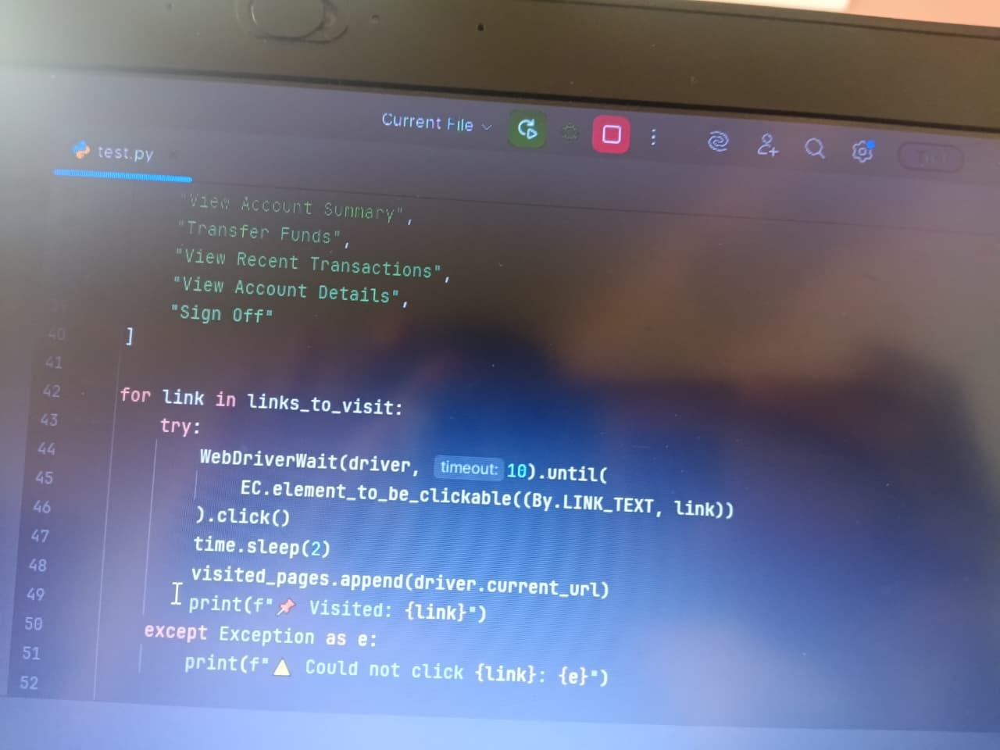 Current File
test.py
"View Account Summary",
"Transfer Funds",
"View Recent Transactions",
"View Account Details",
"Sign Off"
40 ]
41
42 for link in links_to_visit:
43 try:
44 WebDriverWait(driver, timeout: 10).until(
45 EC.element_to_be_clickable((By.LINK_TEXT, link))
46 ).click()
47 time.sleep(2)
48 visited_pages.append(driver.current_url)
49 print(f"📌 Visited: {link}")
50 except Exception as e:
51 print(f"⚠️ Could not click {link}: {e}")
52